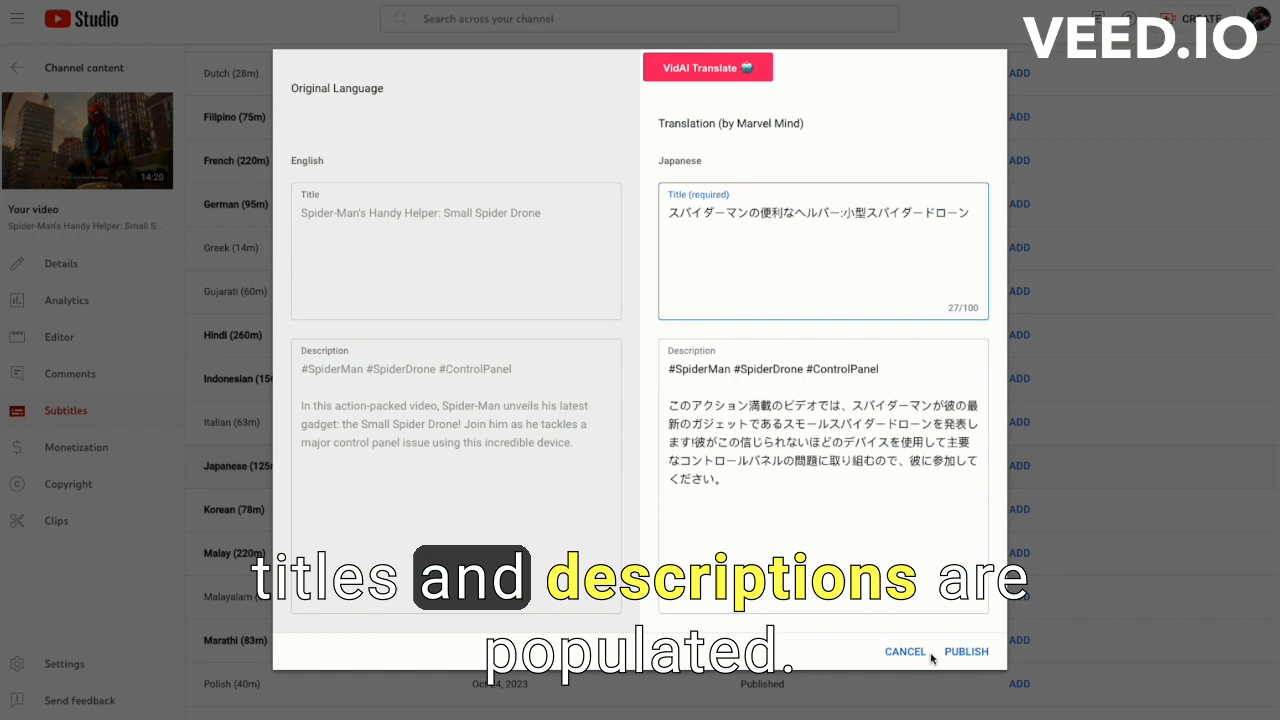 Studio
Search across your channel
CREATE
VEED.IO
Channel content
14:20
Your video
Spider-Man's Handy Helper: Small S...
Details
Analytics
Editor
Comments
Subtitles
Monetization
Copyright
Clips
Settings
Send feedback
Dutch (28m)
ADD
Filipino (75m)
ADD
French (220m)
ADD
German (95m)
ADD
Greek (14m)
ADD
Gujarati (60m)
ADD
Hindi (260m)
ADD
Indonesian (156
ADD
Italian (63m)
ADD
Japanese (125m
ADD
Korean (78m)
ADD
Malay (220m)
ADD
Malayalam
ADD
Marathi (83m)
ADD
Polish (40m)
Published
ADD
Original Language
English
Title
Spider-Man's Handy Helper: Small Spider Drone
Description
#SpiderMan #SpiderDrone #ControlPanel
In this action-packed video, Spider-Man unveils his latest
gadget: the Small Spider Drone! Join him as he tackles a
major control panel issue using this incredible device.
VidAI Translate
Translation (by Marvel Mind)
Japanese
Title (required)
スパイダーマンの便利なヘルパー:小型スパイダードローン
27/100
Description
#SpiderMan #SpiderDrone #ControlPanel
このアクション満載のビデオでは、スパイダーマンが彼の最
新のガジェットであるスモールスパイダードローンを発表し
ます!彼がこの信じられないほどのデバイスを使用して主要
なコントロールパネルの問題に取り組むので、彼に参加して
ください。
CANCEL
PUBLISH
titles and descriptions are
populated.